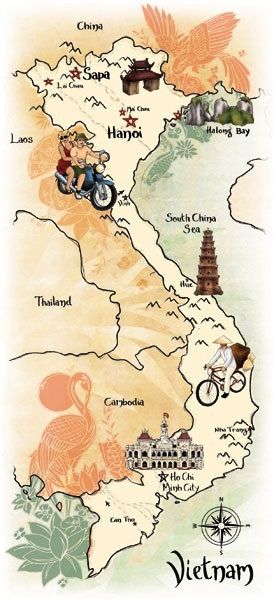 China
Sapa
Lai Chau
Mai Chau
Hanoi
Halong Bay
Laos
Vinh
South China
Sea
Hue
Thailand
Cambodia
Nha Trang
Ho Chi
Minh City
Can Tho
Vietnam